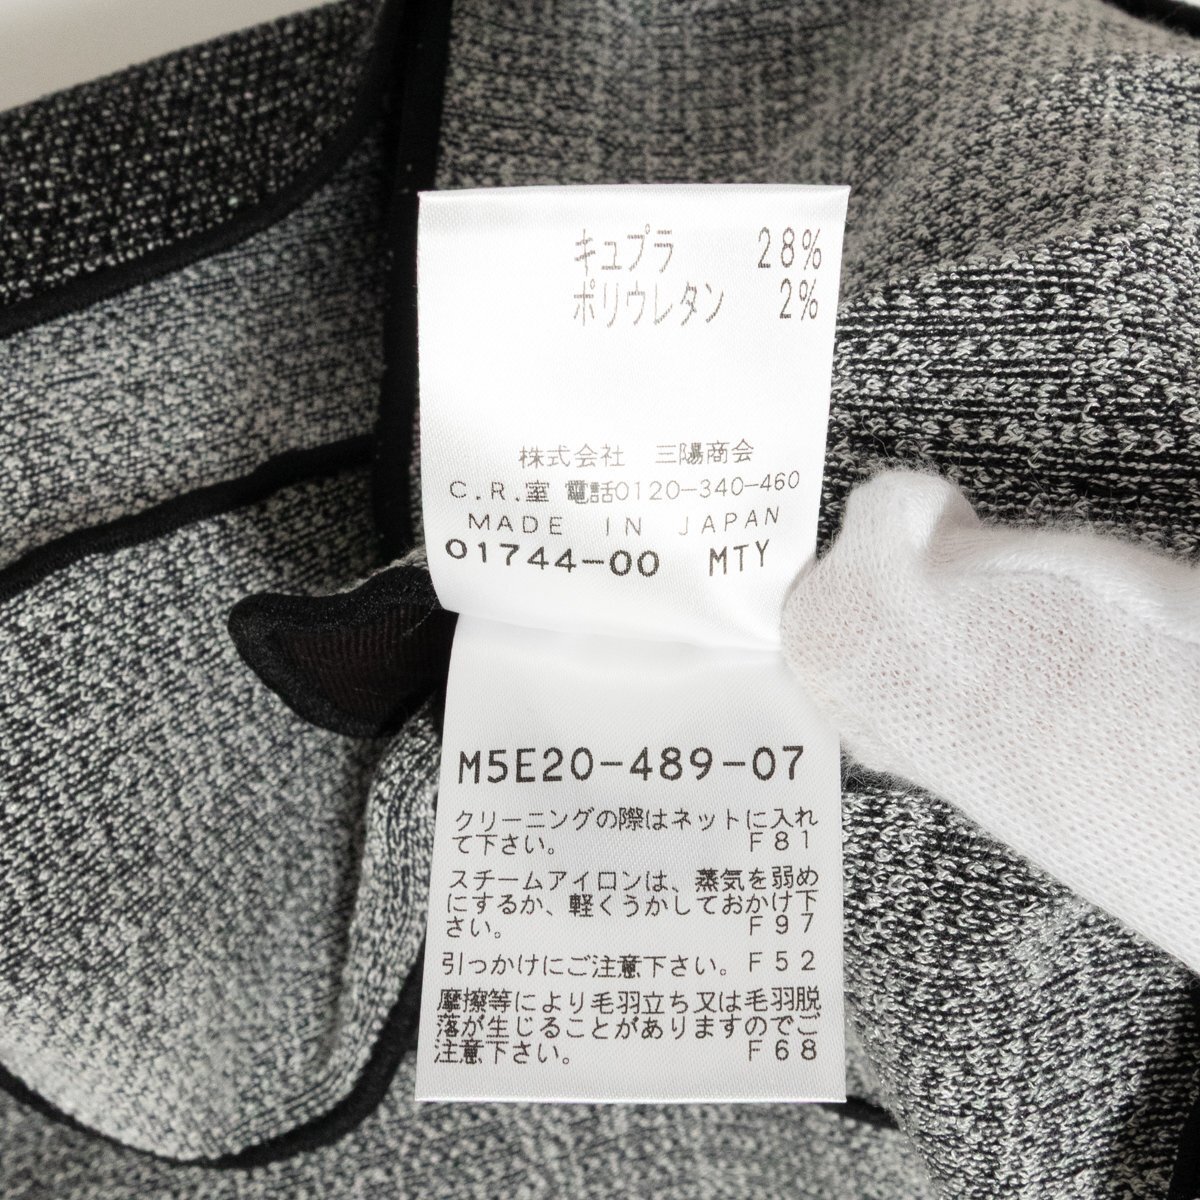 キュプラ 28%
ポリウレタン 2%
株式会社 三陽商会
C.R.室 電話0120-340-460
MADE IN JAPAN
01744-00 MTY
M5E20-489-07
クリーニングの際はネットに入れ
て下さい。 F81
スチームアイロンは、蒸気を弱め
にするか、軽くうかしておかけ下
さい。 F97
引っかけにご注意下さい。F52
摩擦等により毛羽立ち又は毛羽脱
落が生じることがありますのでご
注意下さい。 F68